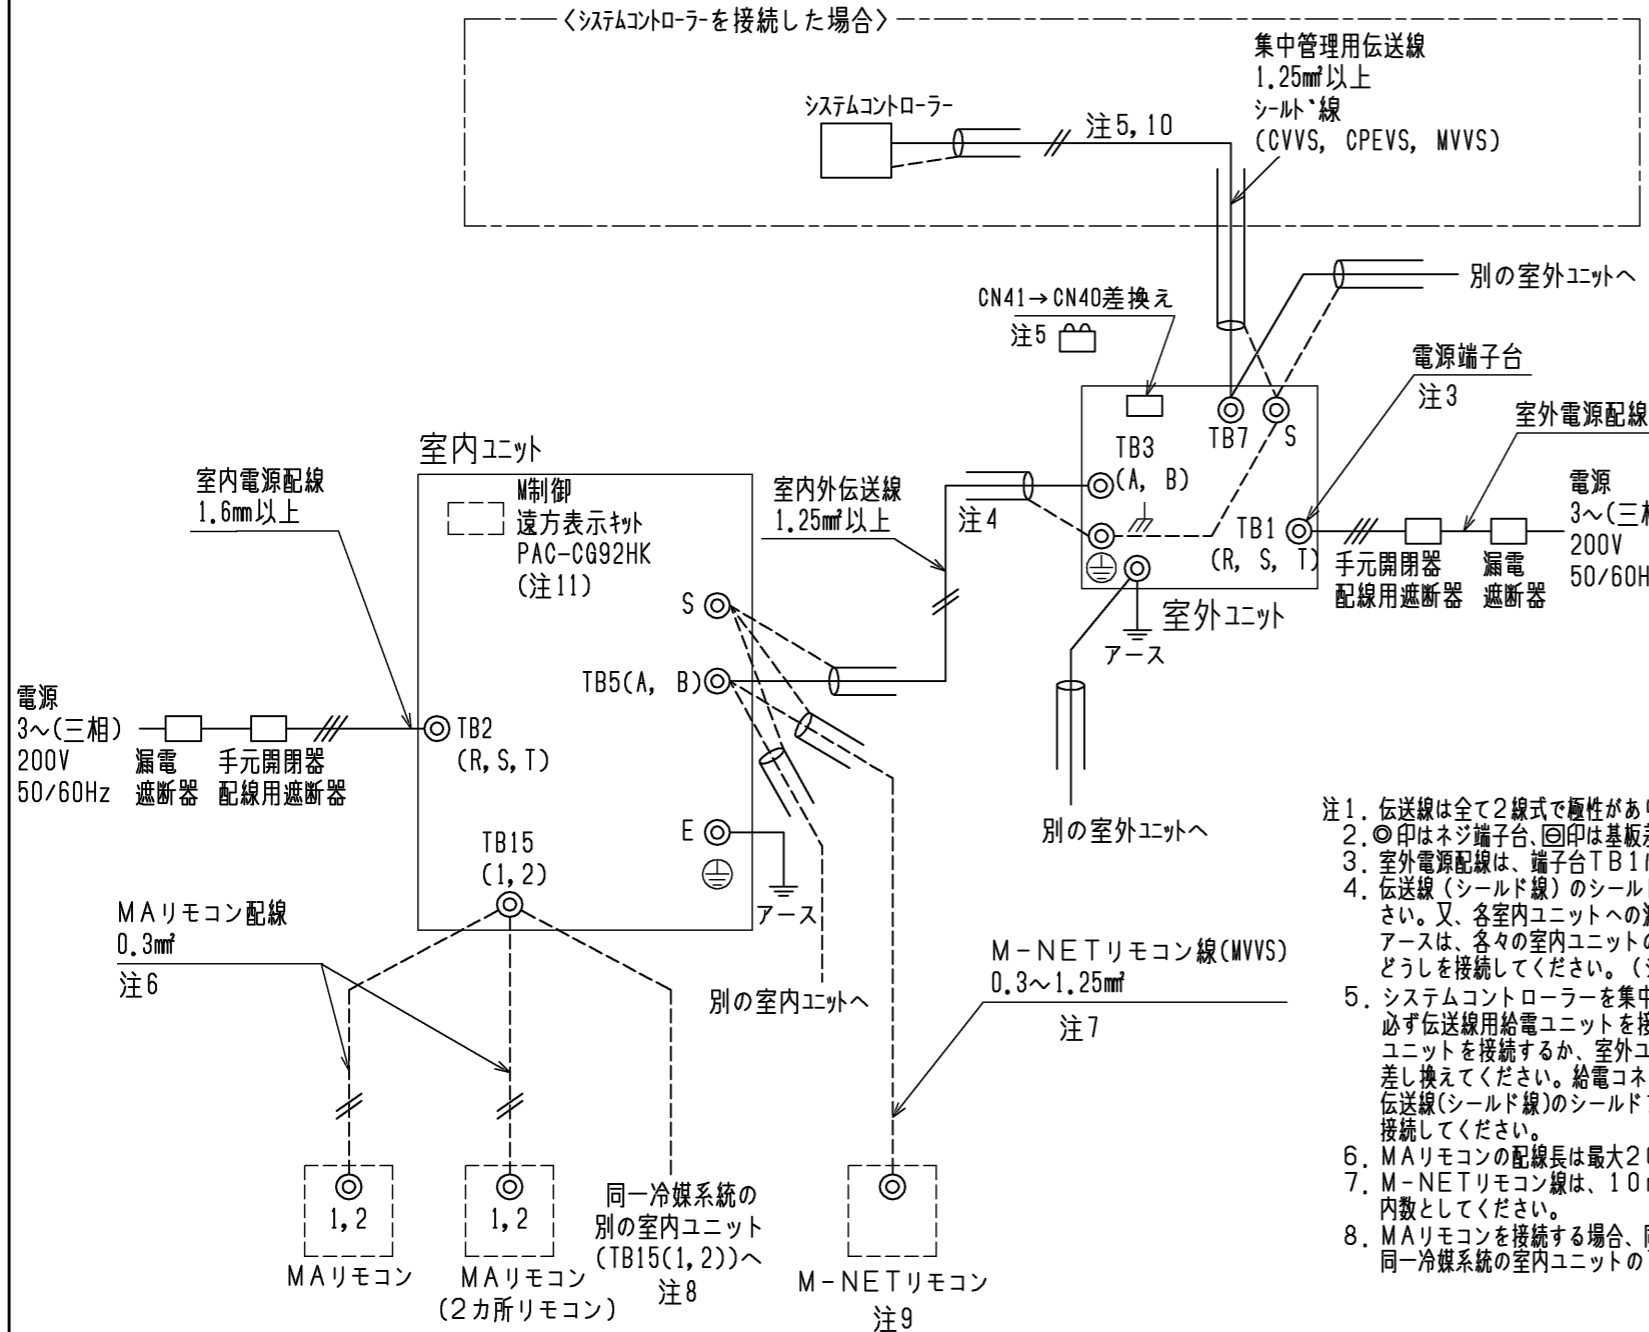 〈システムコントローラーを接続した場合〉
集中管理用伝送線
1.25㎟以上
シールド線
(CVVS, CPEVS, MVVS)
システムコントローラー
注5,10
別の室外ユニットへ
CN41→CN40差換え
注5
電源端子台
注3
室外電源配線
TB7
S
TB3
(A, B)
TB1
(R, S, T)
電源
3～(三相
200V
50/60H
手元開閉器
配線用遮断器
漏電
遮断器
室外ユニット
アース
別の室外ユニットへ
室内外伝送線
1.25㎟以上
注4
室内ユニット
M制御
遠方表示キット
PAC-CG92HK
(注11)
室内電源配線
1.6mm以上
S
TB5(A, B)
TB2
(R,S,T)
電源
3～(三相)
200V
50/60Hz
漏電
遮断器
手元開閉器
配線用遮断器
E
アース
TB15
(1,2)
MAリモコン配線
0.3㎟
注6
別の室内ユニットへ
M-NETリモコン線(MVVS)
0.3～1.25㎟
注7
1,2
MAリモコン
1,2
MAリモコン
(2カ所リモコン)
同一冷媒系統の
別の室内ユニット
(TB15(1,2))へ
注8
M-NETリモコン
注9
注1. 伝送線は全て2線式で極性があり
2. ◎印はネジ端子台、回印は基板差
3. 室外電源配線は、端子台TB1
4. 伝送線(シールド線)のシール
さい。又、各室内ユニットへの
アースは、各々の室内ユニットの
どうしを接続してください。(
5. システムコントローラーを集中
必ず伝送線用給電ユニットを接
ユニットを接続するか、室外ユ
差し換えてください。給電コネ
伝送線(シールド線)のシールド
接続してください。
6. MAリモコンの配線長は最大2
7. M-NETリモコン線は、10
内数としてください。
8. MAリモコンを接続する場合、同
同一冷媒系統の室内ユニットの